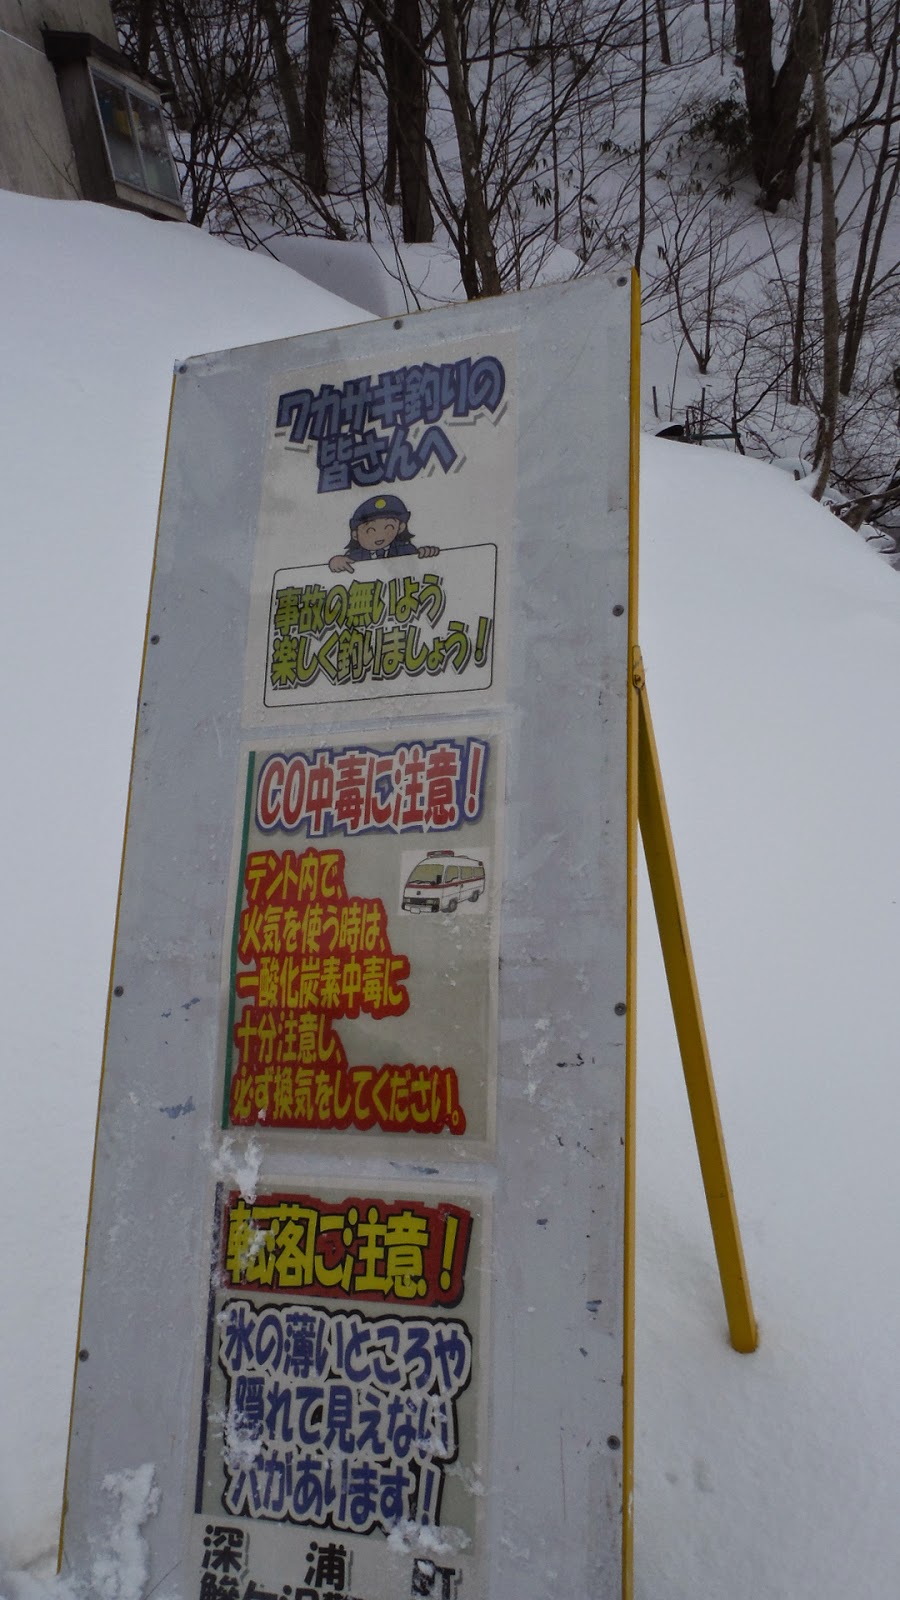 ワカサギ釣りの
皆さんへ
事故の無いよう
楽しく釣りましょう！
CO中毒に注意！
テント内で、
火気を使う時は、
一酸化炭素中毒に
十分注意し、
必ず換気をしてください。
転落に注意！
氷の薄いところや
隠れて見えない
穴があります！
深浦町